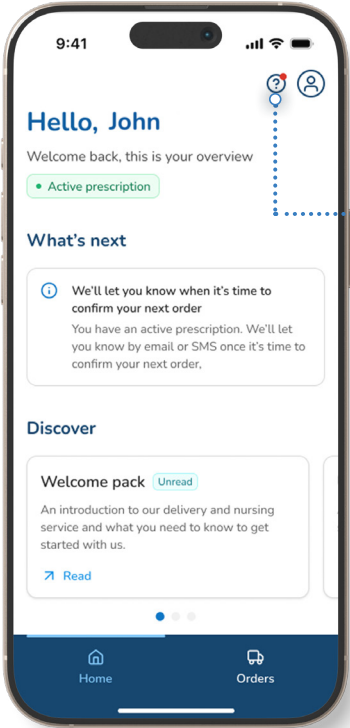 9:41
Hello, John
Welcome back, this is your overview
Active prescription
What's next
We'll let you know when it's time to
confirm your next order
You have an active prescription. We'll let
you know by email or SMS once it's time to
confirm your next order,
Discover
Welcome pack Unread
An introduction to our delivery and nursing
service and what you need to know to get
started with us.
Read
Home Orders